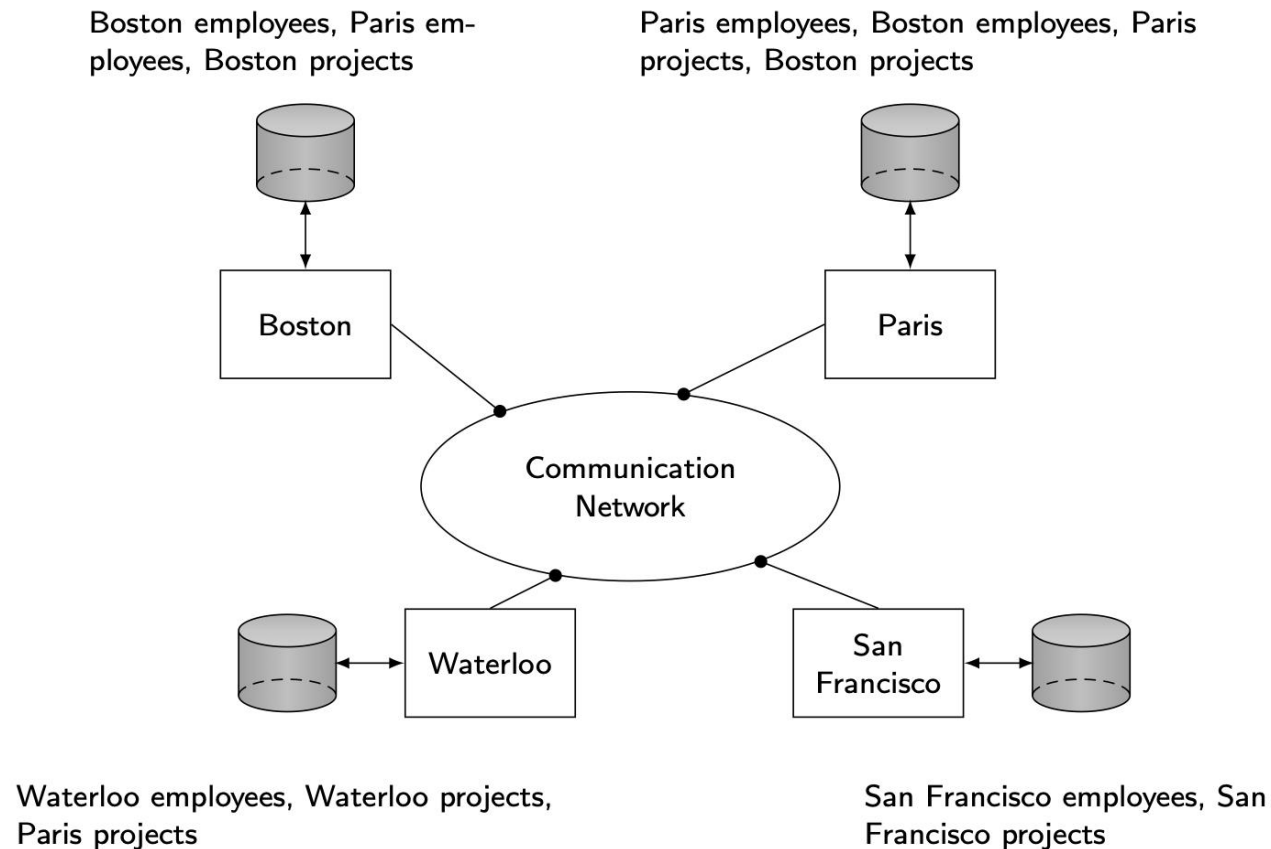 Boston employees, Paris em-
ployees, Boston projects
Paris employees, Boston employees, Paris
projects, Boston projects
Boston
Paris
Communication
Network
Waterloo
San
Francisco
Waterloo employees, Waterloo projects,
Paris projects
San Francisco employees, San
Francisco projects